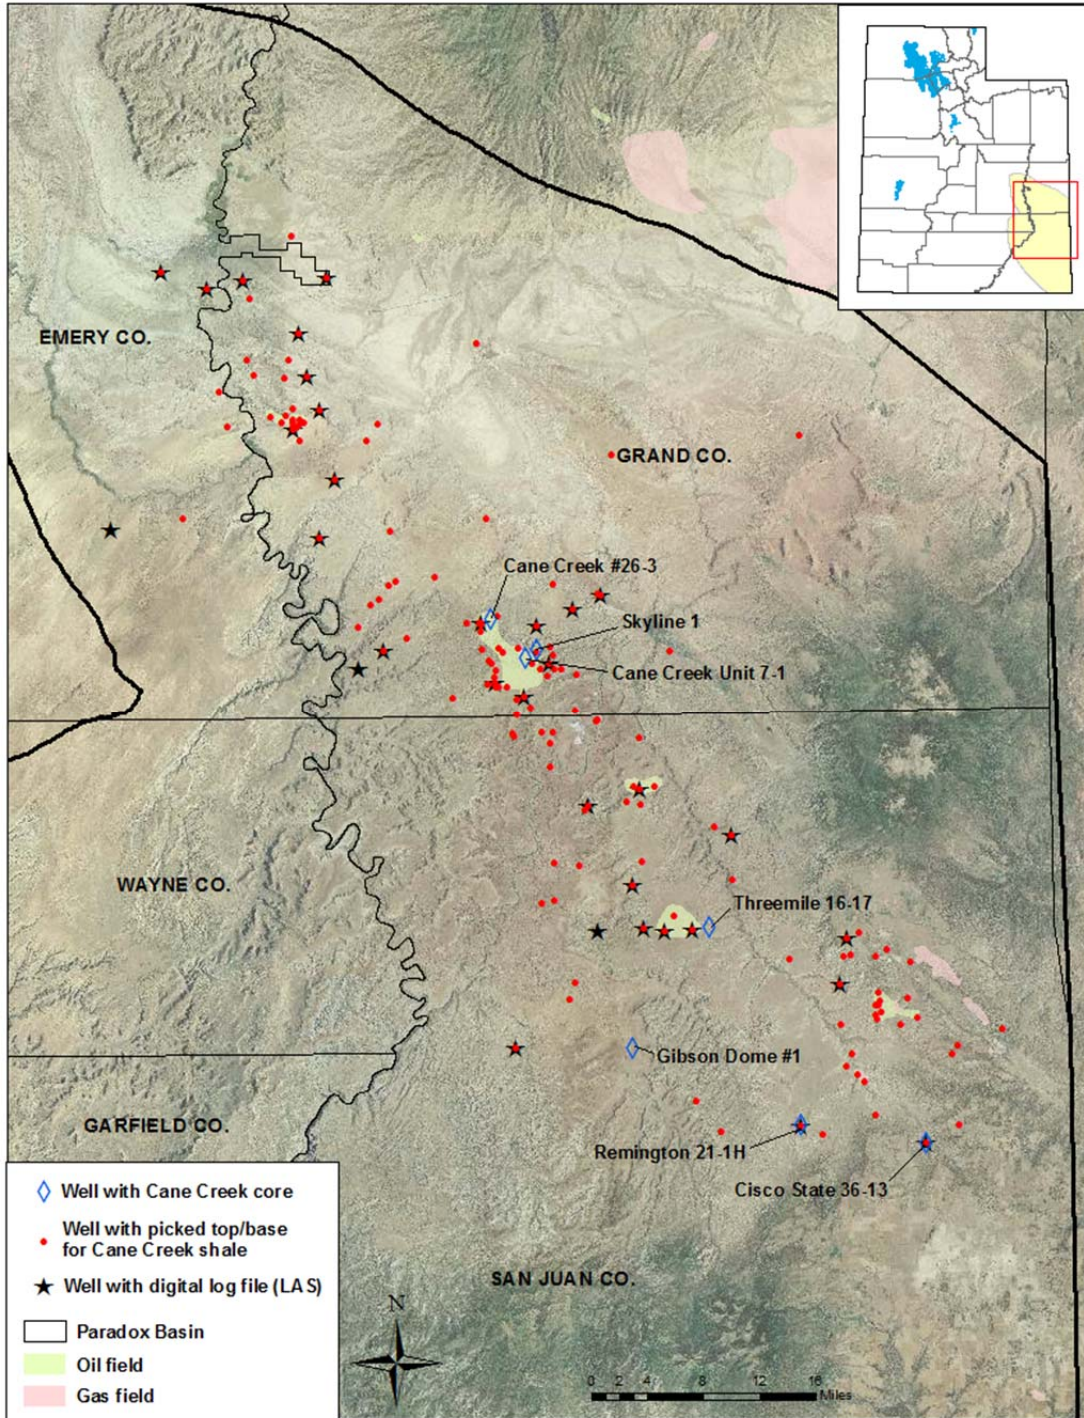 EMERY CO.
GRAND CO.
Cane Creek #26-3
Skyline 1
Cane Creek Unit 7-1
WAYNE CO.
Threemile 16-17
Gibson Dome #1
GARFIELD CO.
Remington 21-1H
Cisco State 36-13
SAN JUAN CO.
Well with Cane Creek core
Well with picked top/base
for Cane Creek shale
Well with digital log file (LAS)
Paradox Basin
Oil field
Gas field
N
0 2 4 8 12 16
Miles